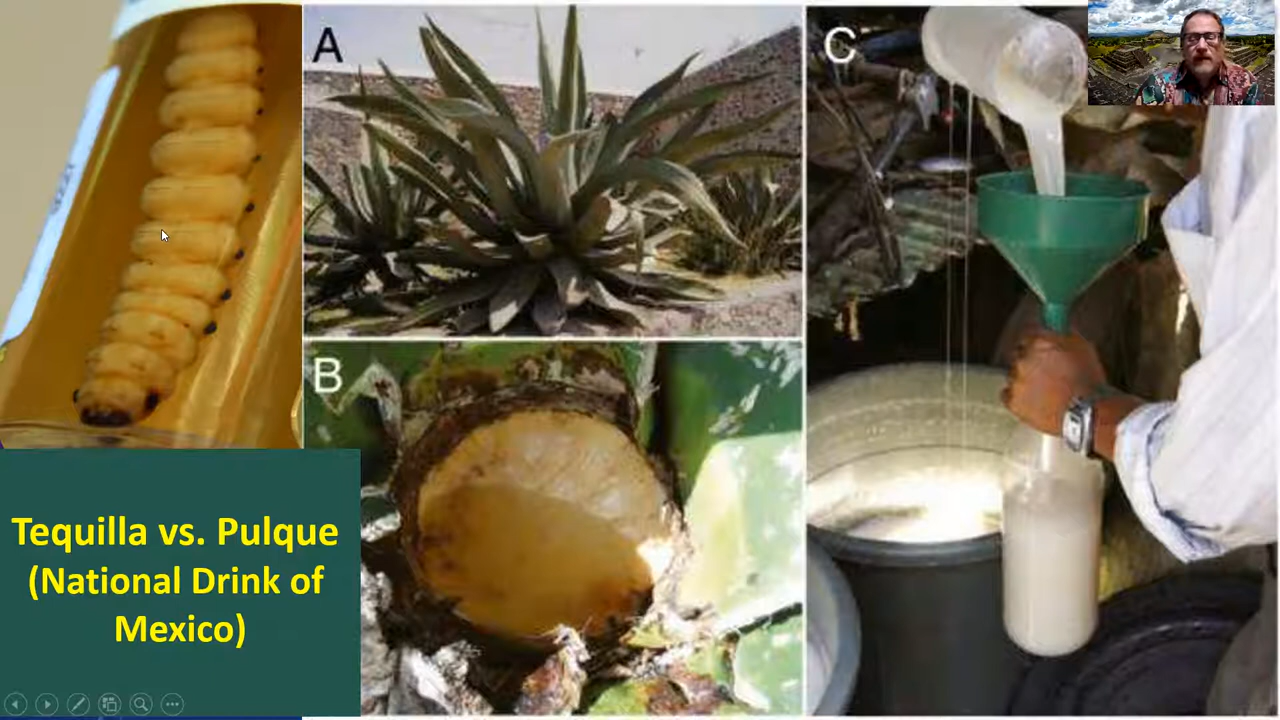 A
C
B
Tequilla vs. Pulque
(National Drink of
Mexico)